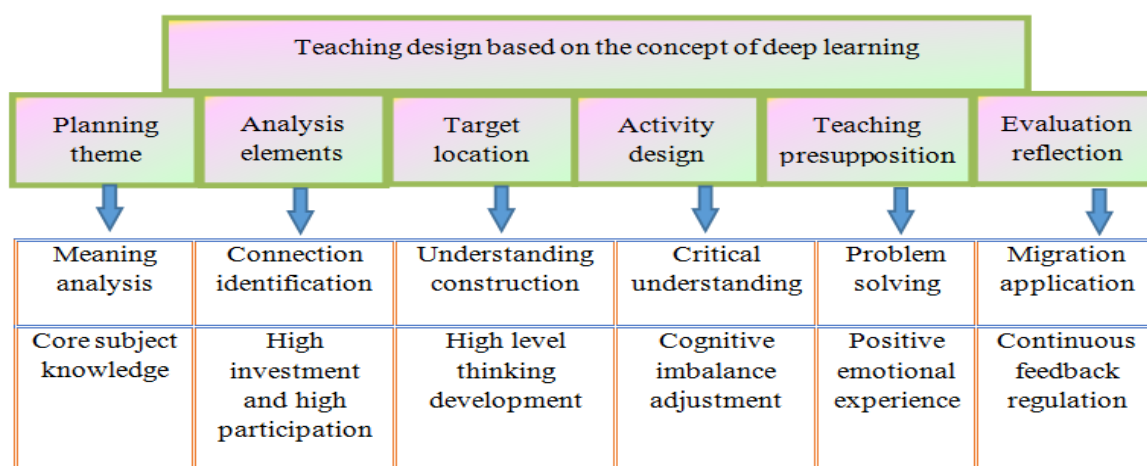 Teaching design based on the concept of deep learning
Planning
theme
Analysis
elements
Target
location
Activity
design
Teaching
presupposition
Evaluation
reflection
Meaning
analysis
Connection
identification
Understanding
construction
Critical
understanding
Problem
solving
Migration
application
Core subject
knowledge
High
investment
and high
participation
High level
thinking
development
Cognitive
imbalance
adjustment
Positive
emotional
experience
Continuous
feedback
regulation